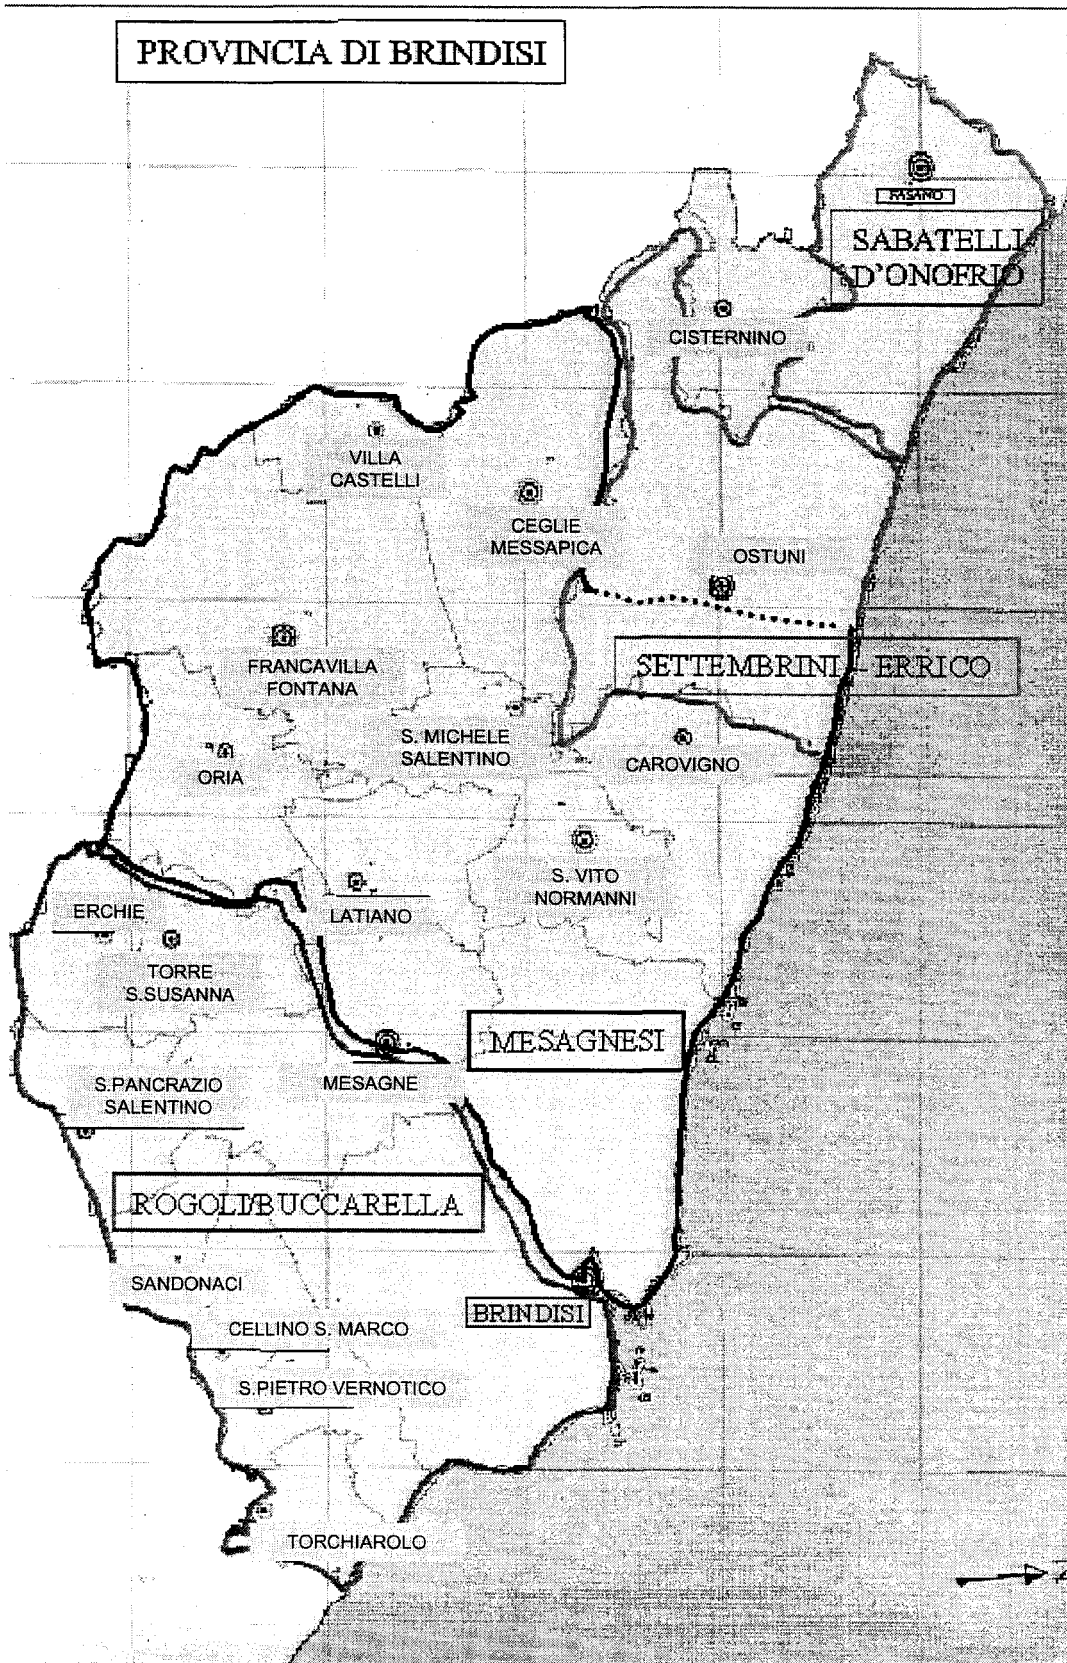 PROVINCIA DI BRINDISI
FASANO
SABATELLI
D'ONOFRIO
CISTERNINO
VILLA
CASTELLI
CEGLIE
MESSAPICA
OSTUNI
FRANCAVILLA
FONTANA
SETTEMBRINI - ERRICO
S. MICHELE
SALENTINO
CAROVIGNO
ORIA
S. VITO
NORMANNI
ERCHIE
LATIANO
TORRE
S.SUSANNA
MESAGNESI
S.PANCRAZIO
SALENTINO
MESAGNE
ROGOLI/BUCCARELLA
SANDONACI
BRINDISI
CELLINO S. MARCO
S.PIETRO VERNOTICO
TORCHIAROLO